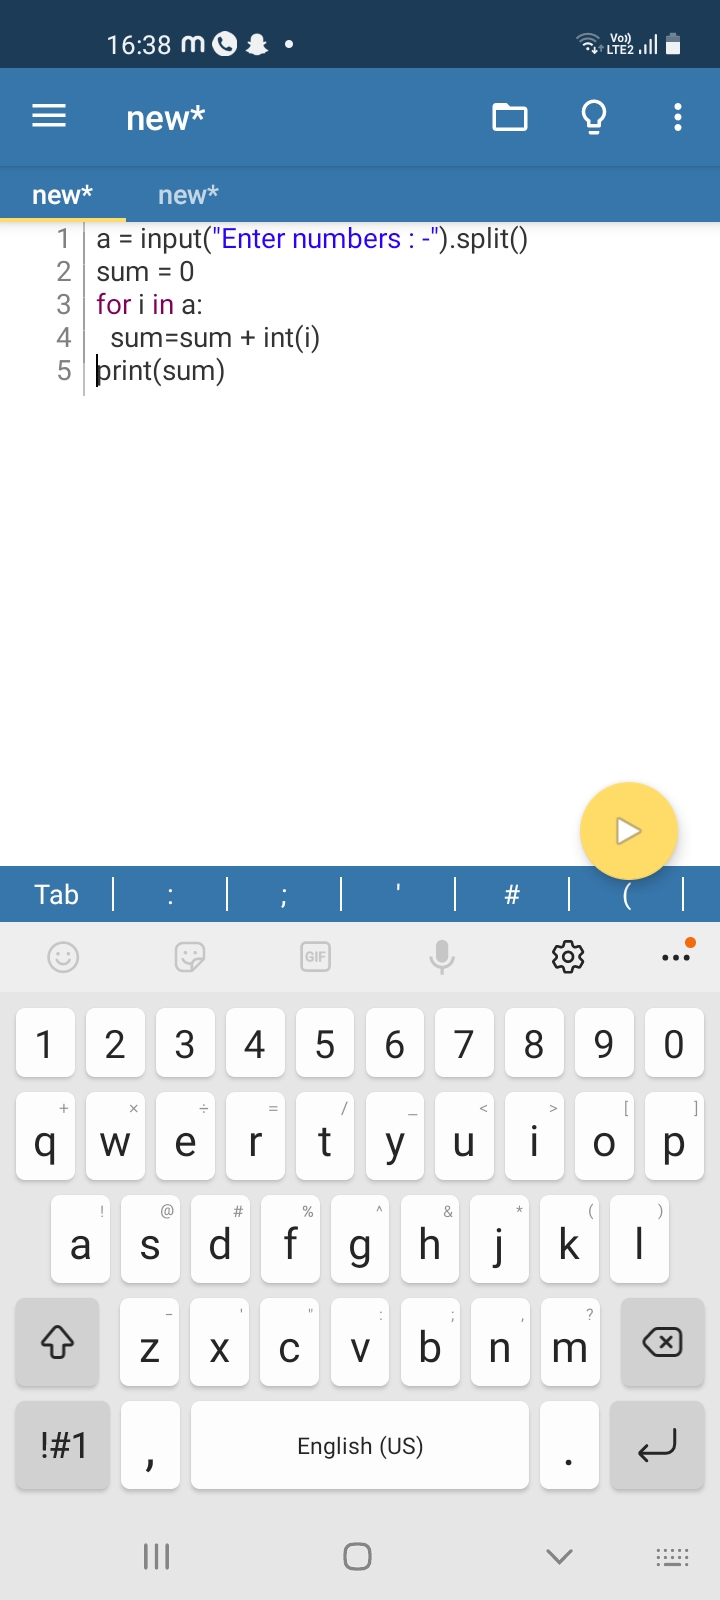 16:38 m Vo)) LTE2
new*
new* new*
1 a = input("Enter numbers : -").split()
2 sum = 0
3 for i in a:
4 sum=sum + int(i)
5 print(sum)
Tab : ; ' # (
GIF
1 2 3 4 5 6 7 8 9 0
+ × ÷ = / _ < > [ ]
q w e r t y u i o p
! @ # % ^ & * ( )
a s d f g h j k l
- ' " : ; , ?
z x c v b n m
!#1 , English (US) .